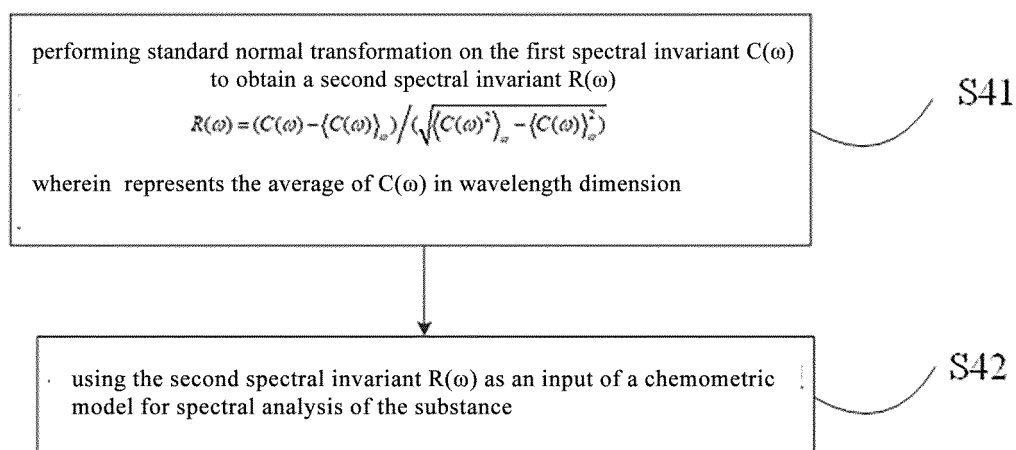 performing standard normal transformation on the first spectral invariant C(ω)
to obtain a second spectral invariant R(ω)
R(ω) = (C(ω) – ⟨C(ω)⟩_ω)/(√(⟨C(ω)²⟩_ω – ⟨C(ω)⟩²_ω))
wherein represents the average of C(ω) in wavelength dimension
S41
using the second spectral invariant R(ω) as an input of a chemometric
model for spectral analysis of the substance
S42